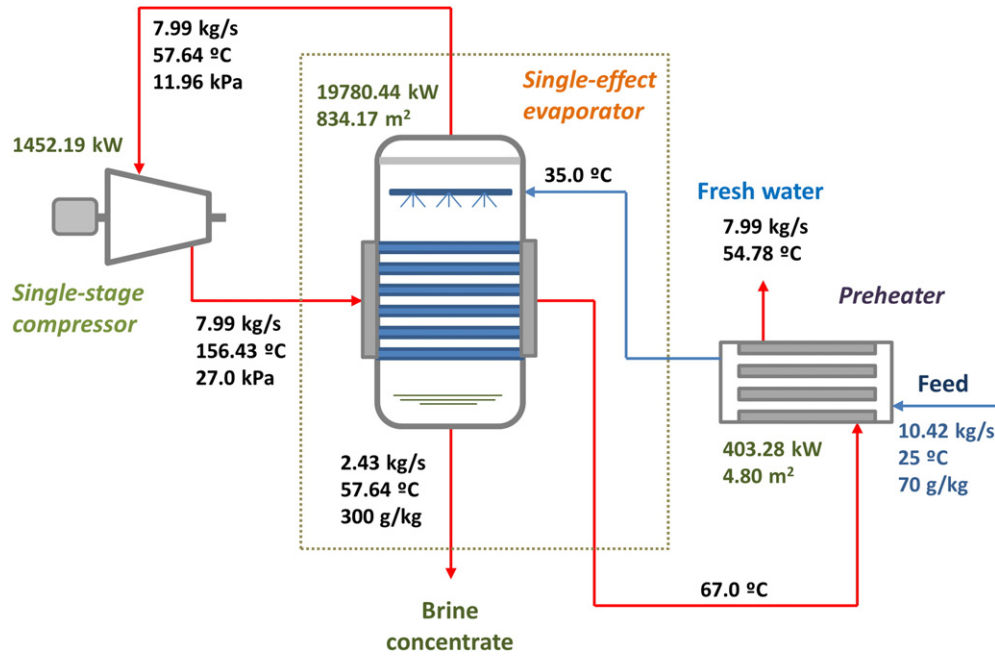 7.99 kg/s
57.64 ºC
11.96 kPa
1452.19 kW
Single-stage
compressor
7.99 kg/s
156.43 ºC
27.0 kPa
19780.44 kW
834.17 m²
Single-effect
evaporator
35.0 ºC
2.43 kg/s
57.64 ºC
300 g/kg
Brine
concentrate
Fresh water
7.99 kg/s
54.78 ºC
Preheater
Feed
10.42 kg/s
25 ºC
70 g/kg
403.28 kW
4.80 m²
67.0 ºC